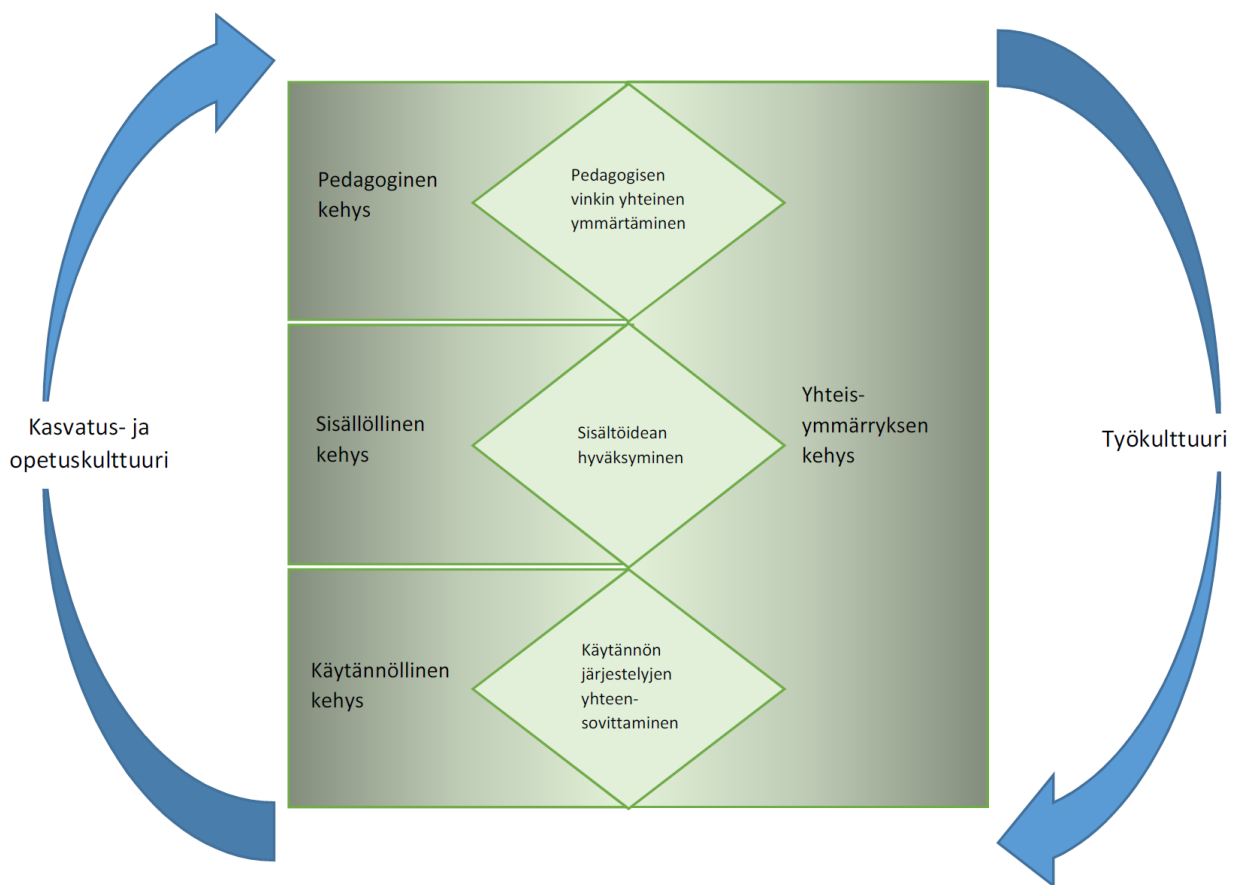 Pedagoginen
kehys
Pedagogisen
vinkin yhteinen
ymmärtäminen
Kasvatus- ja
opetuskulttuuri
Sisällöllinen
kehys
Sisältöidean
hyväksyminen
Yhteis-
ymmärryksen
kehys
Työkulttuuri
Käytännöllinen
kehys
Käytännön
järjestelyjen
yhteen-
sovittaminen